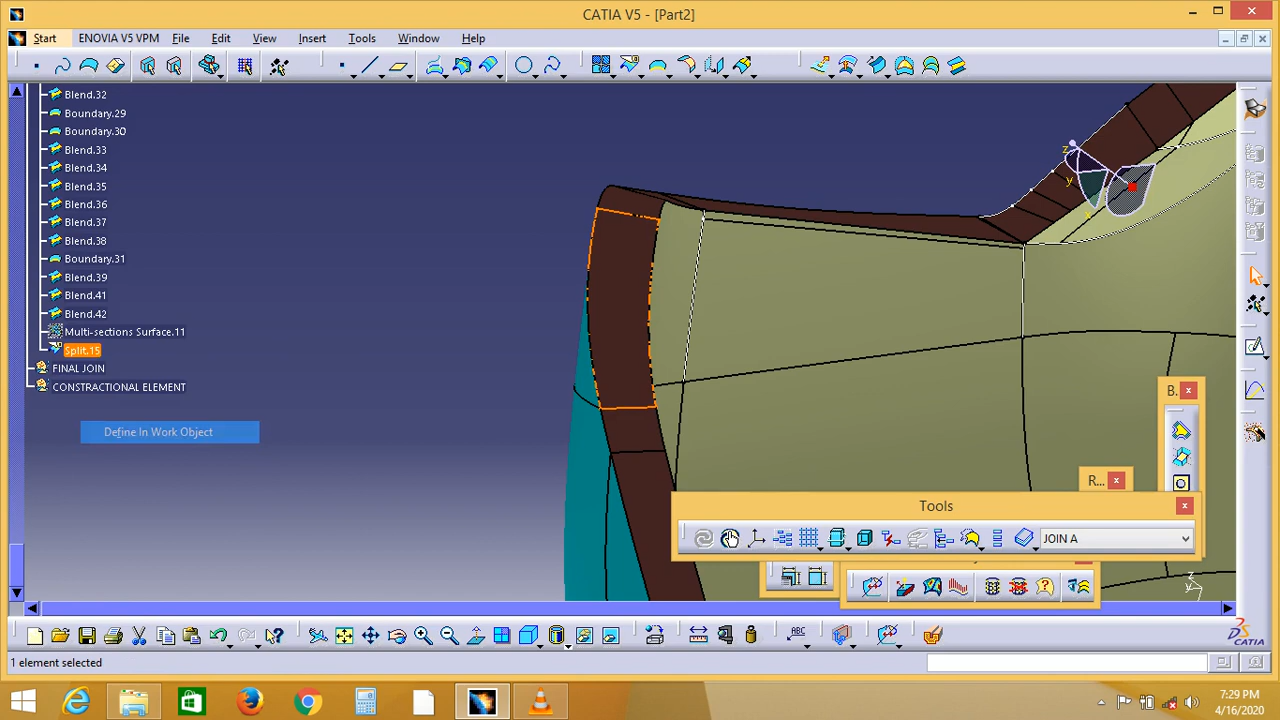 CATIA V5 - [Part2]
Start ENOVIA V5 VPM File Edit View Insert Tools Window Help
Blend.32
Boundary.29
Boundary.30
Blend.33
Blend.34
Blend.35
Blend.36
Blend.37
Blend.38
Boundary.31
Blend.39
Blend.41
Blend.42
Multi-sections Surface.11
Split.15
FINAL JOIN
CONSTRACTIONAL ELEMENT
Define In Work Object
z
y
x
B.
R...
Tools
JOIN A
z
y
ABC
CATIA
1 element selected
7:29 PM
4/16/2020